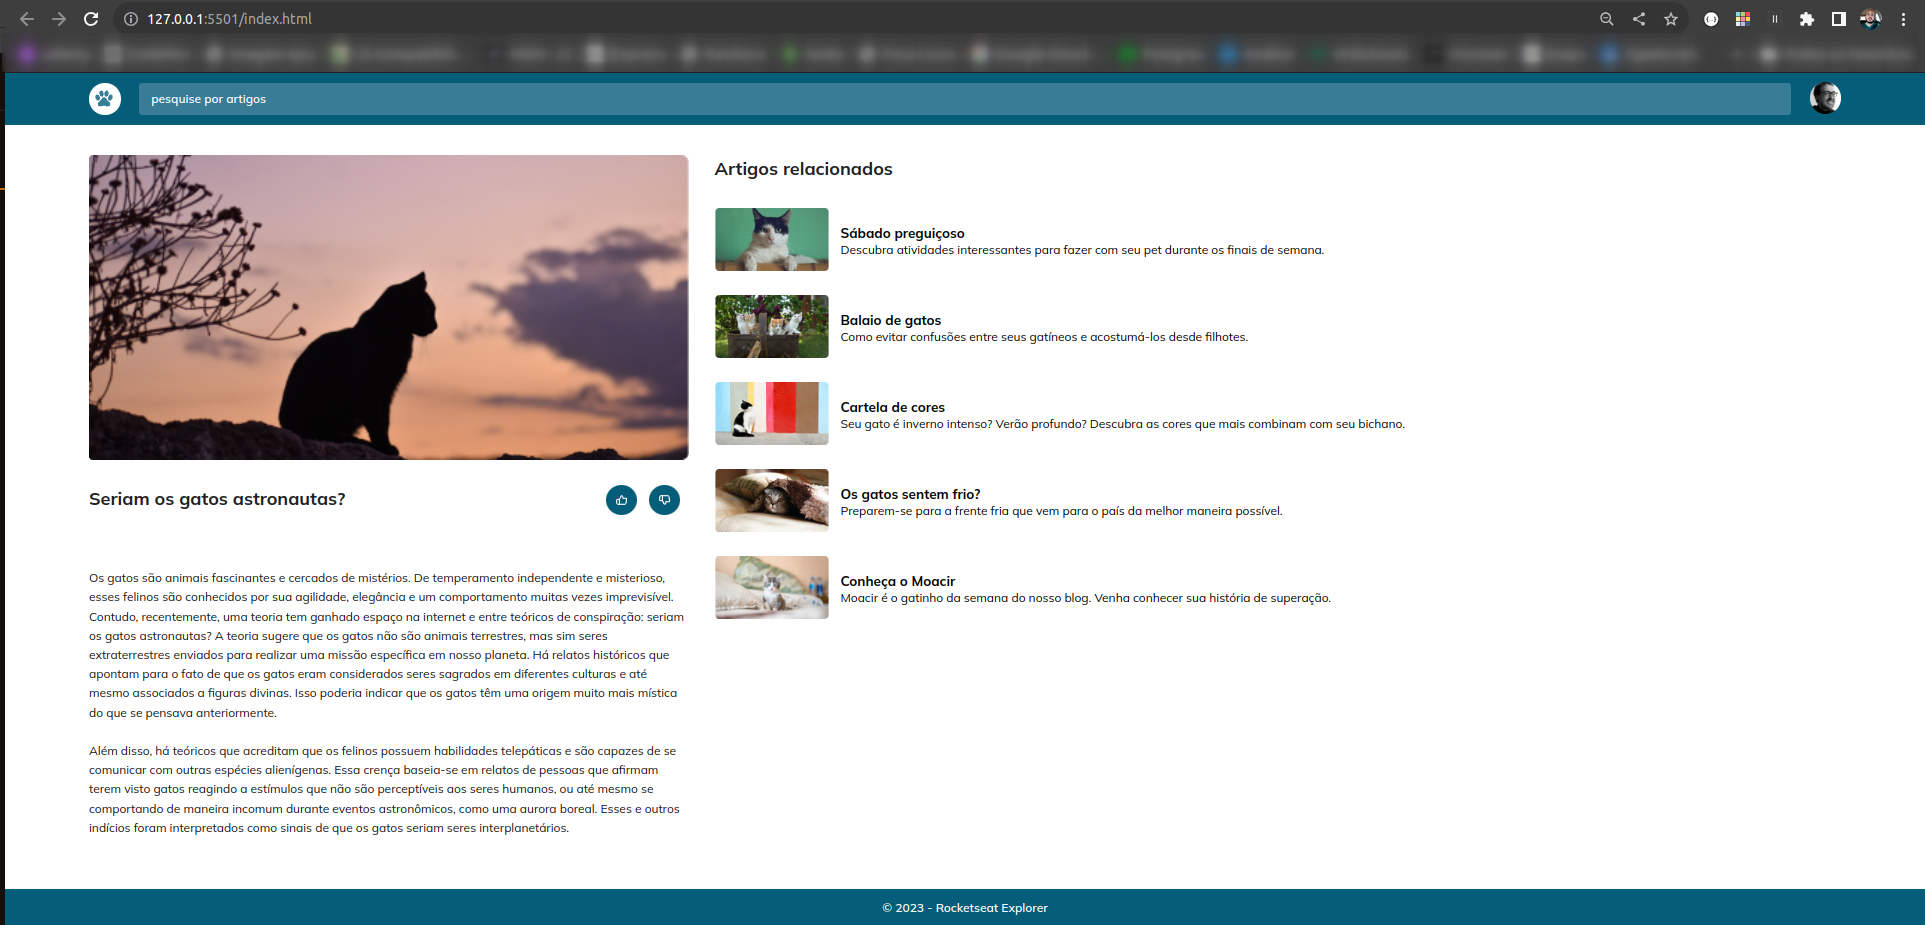 127.0.0.1:5501/index.html
pesquise por artigos
Seriam os gatos astronautas?
Os gatos são animais fascinantes e cercados de mistérios. De temperamento independente e misterioso,
esses felinos são conhecidos por sua agilidade, elegância e um comportamento muitas vezes imprevisível.
Contudo, recentemente, uma teoria tem ganhado espaço na internet e entre teóricos de conspiração: seriam
os gatos astronautas? A teoria sugere que os gatos não são animais terrestres, mas sim seres
extraterrestres enviados para realizar uma missão específica em nosso planeta. Há relatos históricos que
apontam para o fato de que os gatos eram considerados seres sagrados em diferentes culturas e até
mesmo associados a figuras divinas. Isso poderia indicar que os gatos têm uma origem muito mais mística
do que se pensava anteriormente.
Além disso, há teóricos que acreditam que os felinos possuem habilidades telepáticas e são capazes de se
comunicar com outras espécies alienígenas. Essa crença baseia-se em relatos de pessoas que afirmam
terem visto gatos reagindo a estímulos que não são perceptíveis aos seres humanos, ou até mesmo se
comportando de maneira incomum durante eventos astronômicos, como uma aurora boreal. Esses e outros
indícios foram interpretados como sinais de que os gatos seriam seres interplanetários.
Artigos relacionados
Sábado preguiçoso
Descubra atividades interessantes para fazer com seu pet durante os finais de semana.
Balaio de gatos
Como evitar confusões entre seus gatíneos e acostumá-los desde filhotes.
Cartela de cores
Seu gato é inverno intenso? Verão profundo? Descubra as cores que mais combinam com seu bichano.
Os gatos sentem frio?
Preparem-se para a frente fria que vem para o país da melhor maneira possível.
Conheça o Moacir
Moacir é o gatinho da semana do nosso blog. Venha conhecer sua história de superação.
© 2023 - Rocketseat Explorer